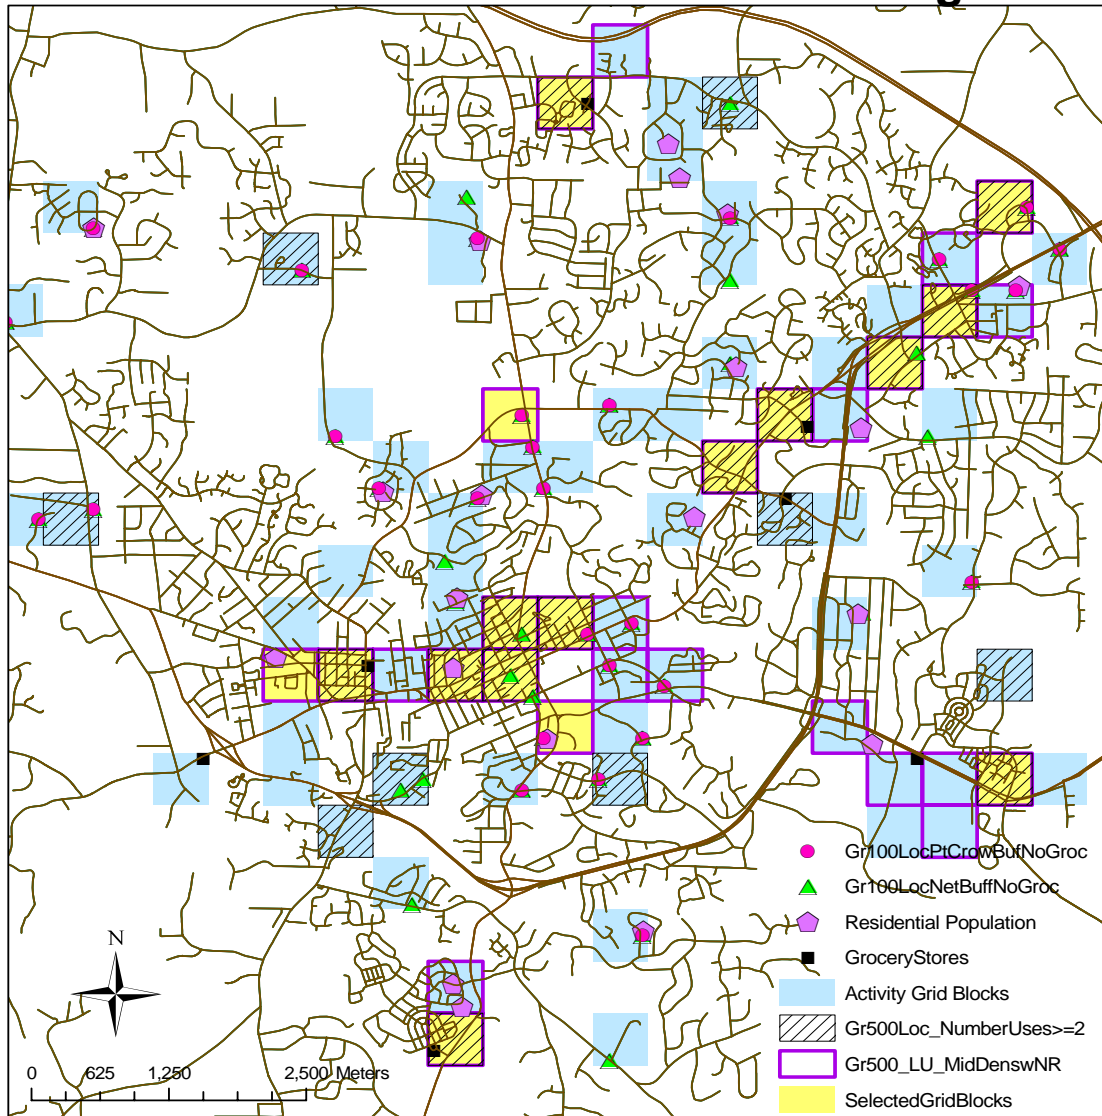 g
Gr100LocPtCrowBufNoGroc
Gr100LocNetBuffNoGroc
Residential Population
GroceryStores
Activity Grid Blocks
Gr500Loc_NumberUses>=2
Gr500_LU_MidDenswNR
SelectedGridBlocks
N
0 625 1,250 2,500 Meters